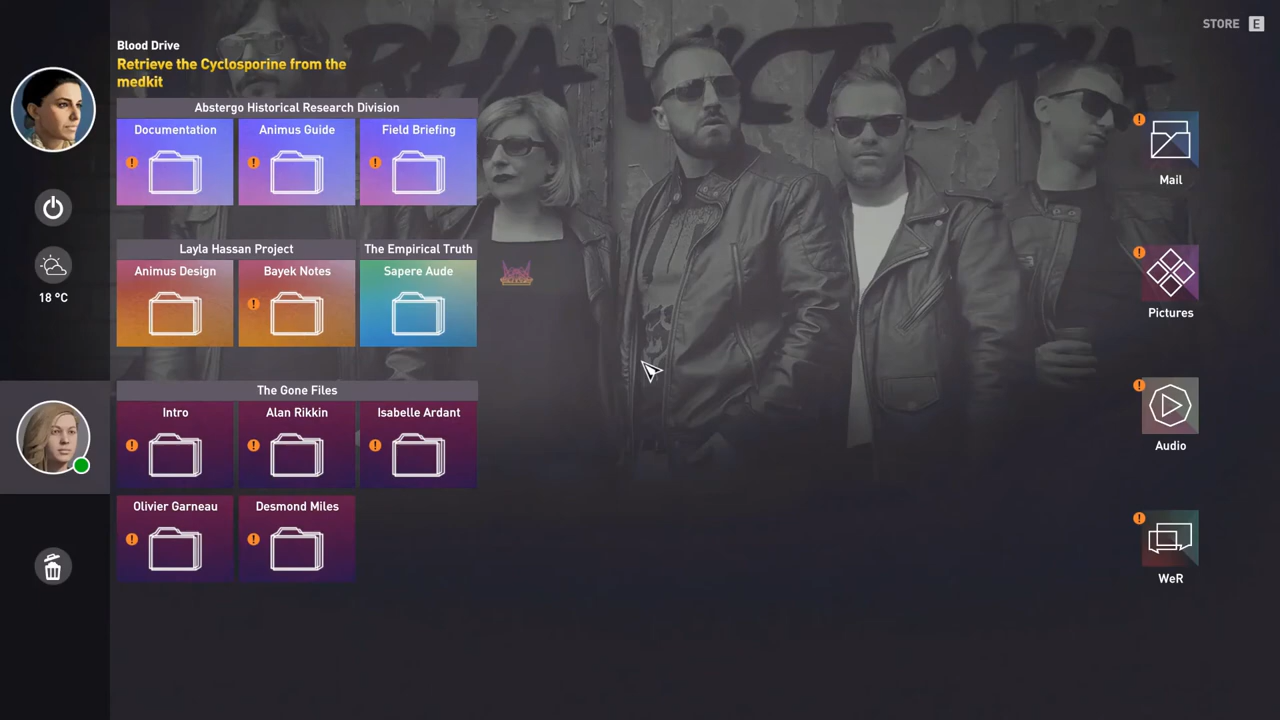 STORE E
Blood Drive
Retrieve the Cyclosporine from the
medkit
Abstergo Historical Research Division
Documentation
Animus Guide
Field Briefing
Layla Hassan Project
The Empirical Truth
Animus Design
Bayek Notes
Sapere Aude
18 °C
The Gone Files
Intro
Alan Rikkin
Isabelle Ardant
Olivier Garneau
Desmond Miles
Mail
Pictures
Audio
WeR
VICTORIA